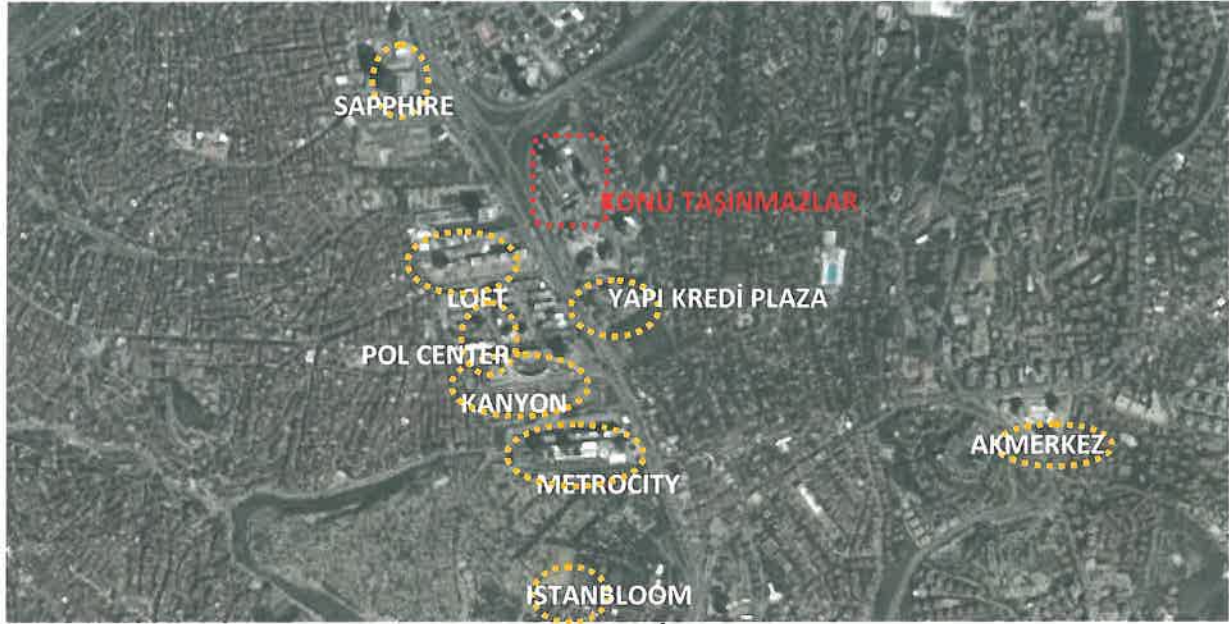 SAPPHIRE
KONU TAŞINMAZLAR
LOFT
YAPI KREDİ PLAZA
POL CENTER
KANYON
AKMERKEZ
METROCITY
ISTANBLOOM